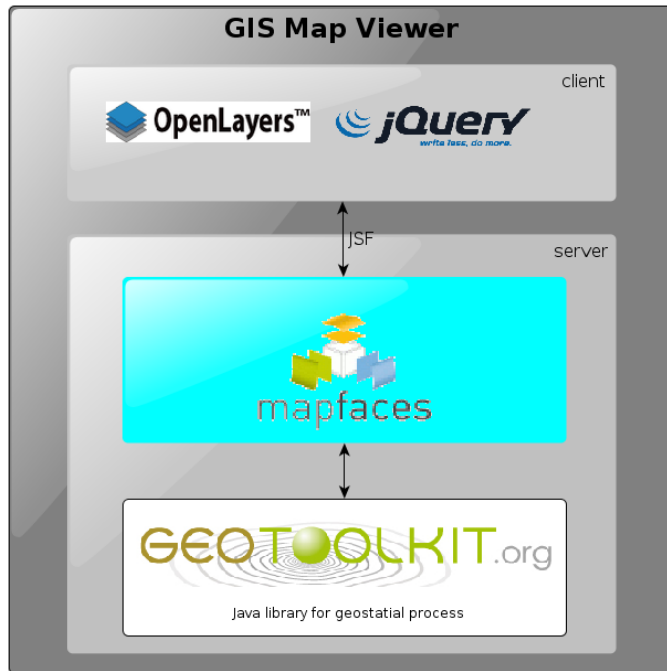 GIS Map Viewer
client
OpenLayers™
jQuery
write less, do more.
JSF
server
mapfaces
GEOTOOLKIT.org
Java library for geostatial process